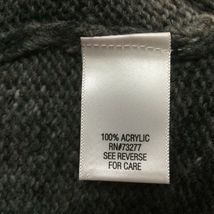 100% ACRYLIC
RN#73277
SEE REVERSE
FOR CARE